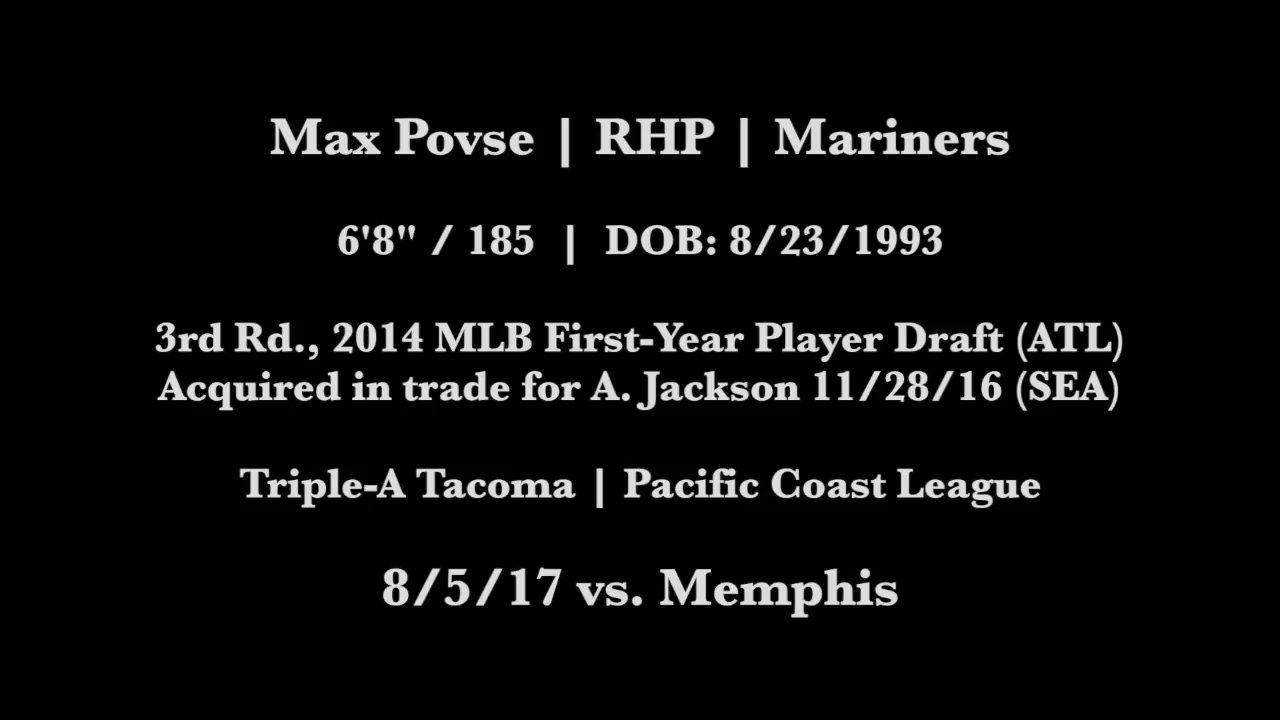 Max Povse | RHP | Mariners
6'8" / 185 | DOB: 8/23/1993
3rd Rd., 2014 MLB First-Year Player Draft (ATL)
Acquired in trade for A. Jackson 11/28/16 (SEA)
Triple-A Tacoma | Pacific Coast League
8/5/17 vs. Memphis